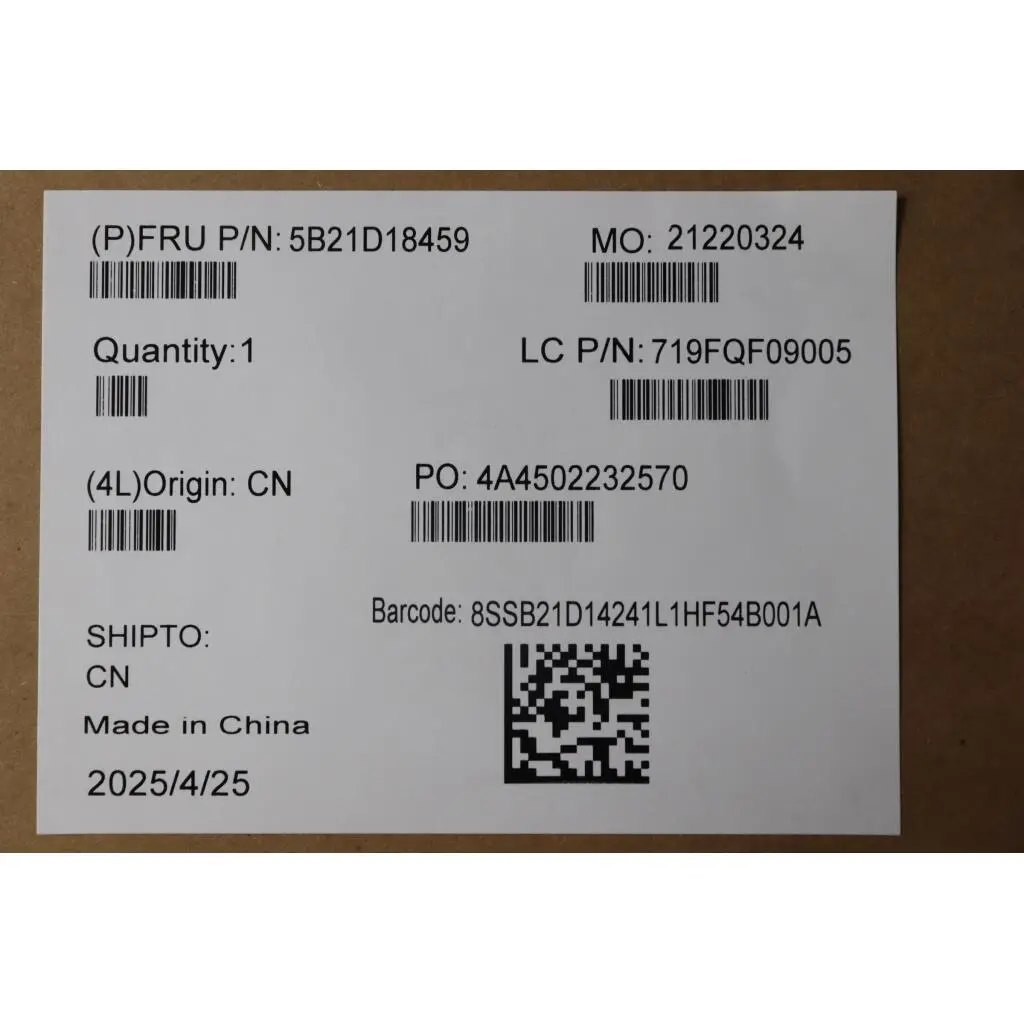 (P)FRU P/N: 5B21D18459
MO: 21220324
Quantity:1
LC P/N: 719FQF09005
(4L)Origin: CN
PO: 4A4502232570
Barcode: 8SSB21D14241L1HF54B001A
SHIPTO:
CN
Made in China
2025/4/25